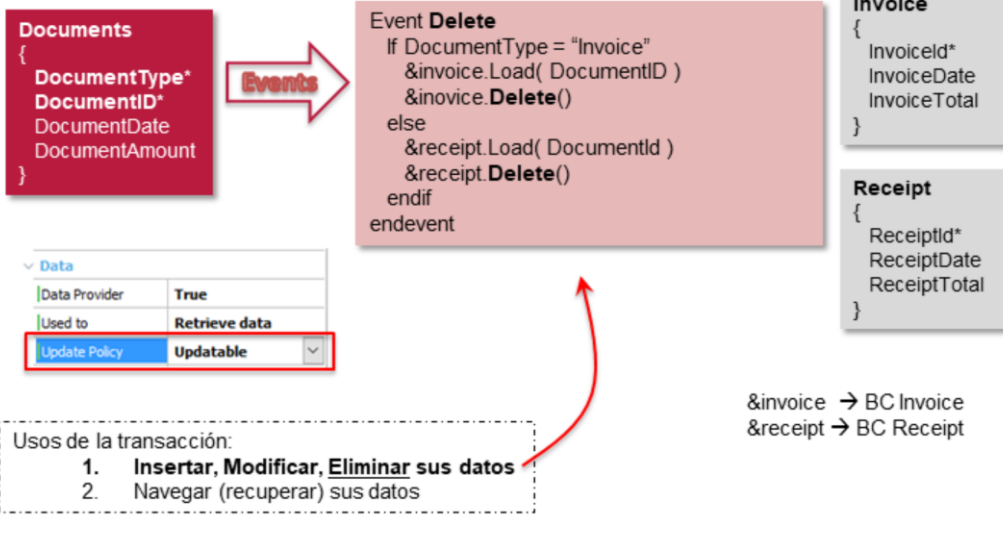 Documents
{
DocumentType*
DocumentID*
DocumentDate
DocumentAmount
}
Events
Event Delete
If DocumentType = “Invoice”
&invoice.Load( DocumentID )
&inovice.Delete()
else
&receipt.Load( DocumentId )
&receipt.Delete()
endif
endevent
Invoice
{
InvoiceId*
InvoiceDate
InvoiceTotal
}
Receipt
{
ReceiptId*
ReceiptDate
ReceiptTotal
}
Data
Data Provider True
Used to Retrieve data
Update Policy Updatable
&invoice → BC Invoice
&receipt → BC Receipt
Usos de la transacción:
1. Insertar, Modificar, Eliminar sus datos
2. Navegar (recuperar) sus datos